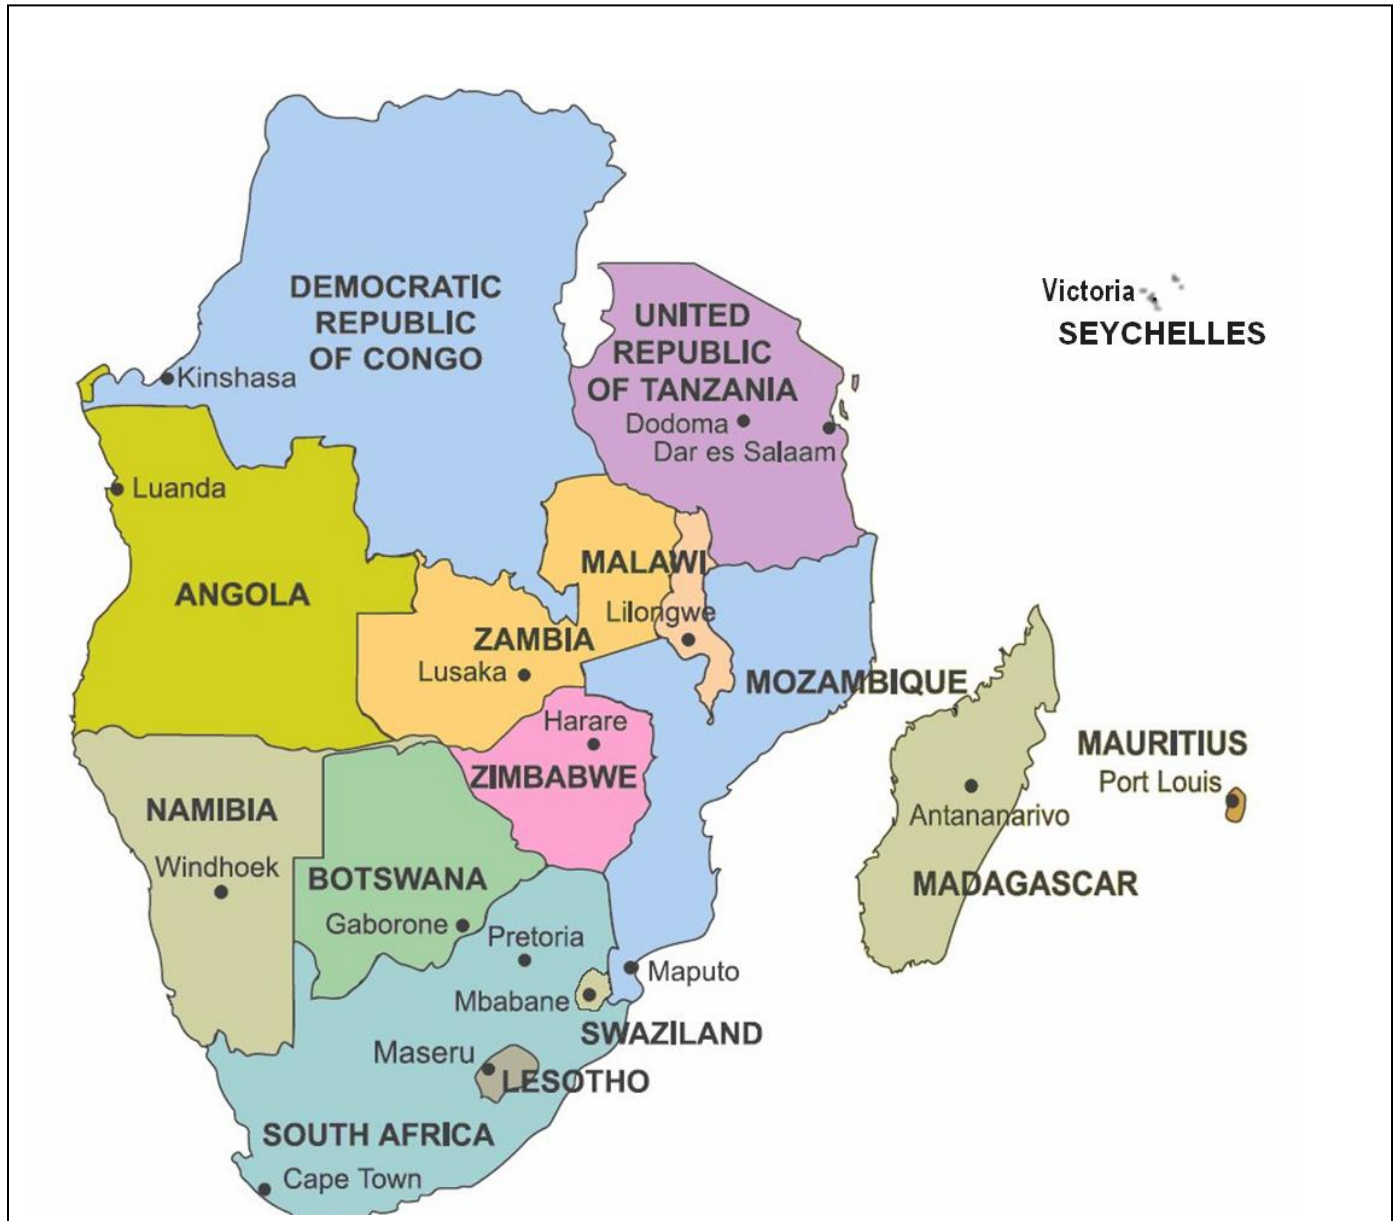 DEMOCRATIC
REPUBLIC
OF CONGO
Kinshasa
UNITED
REPUBLIC
OF TANZANIA
Dodoma
Dar es Salaam
Victoria
SEYCHELLES
Luanda
ANGOLA
MALAWI
Lilongwe
ZAMBIA
Lusaka
MOZAMBIQUE
Harare
ZIMBABWE
MAURITIUS
Port Louis
Antananarivo
MADAGASCAR
NAMIBIA
Windhoek
BOTSWANA
Gaborone
Pretoria
Maputo
Mbabane
SWAZILAND
Maseru
LESOTHO
SOUTH AFRICA
Cape Town